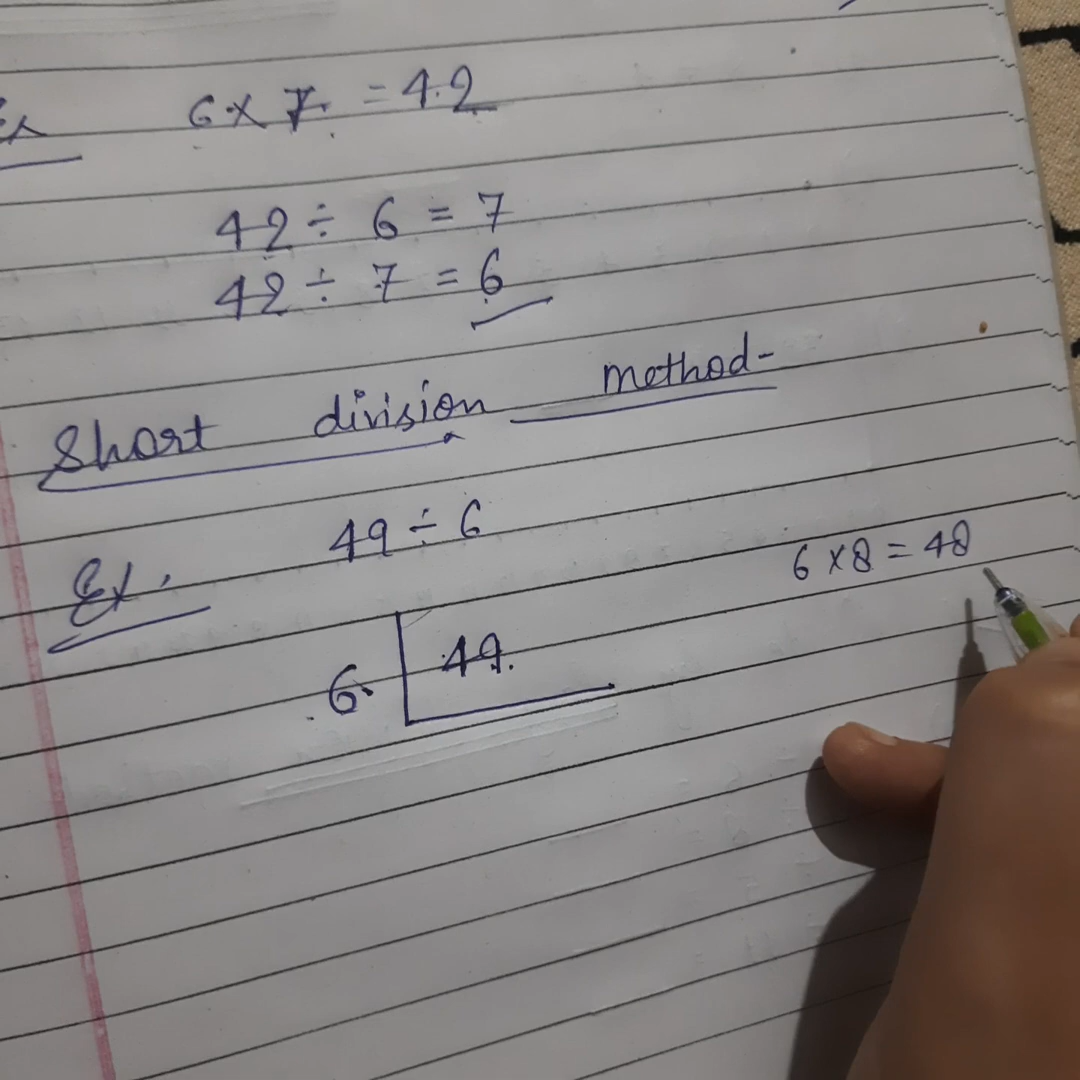 Ex 6 × 7 = 42
42 ÷ 6 = 7
42 ÷ 7 = 6
Short division method-
Ex. 49 ÷ 6
6 × 8 = 48
6 49